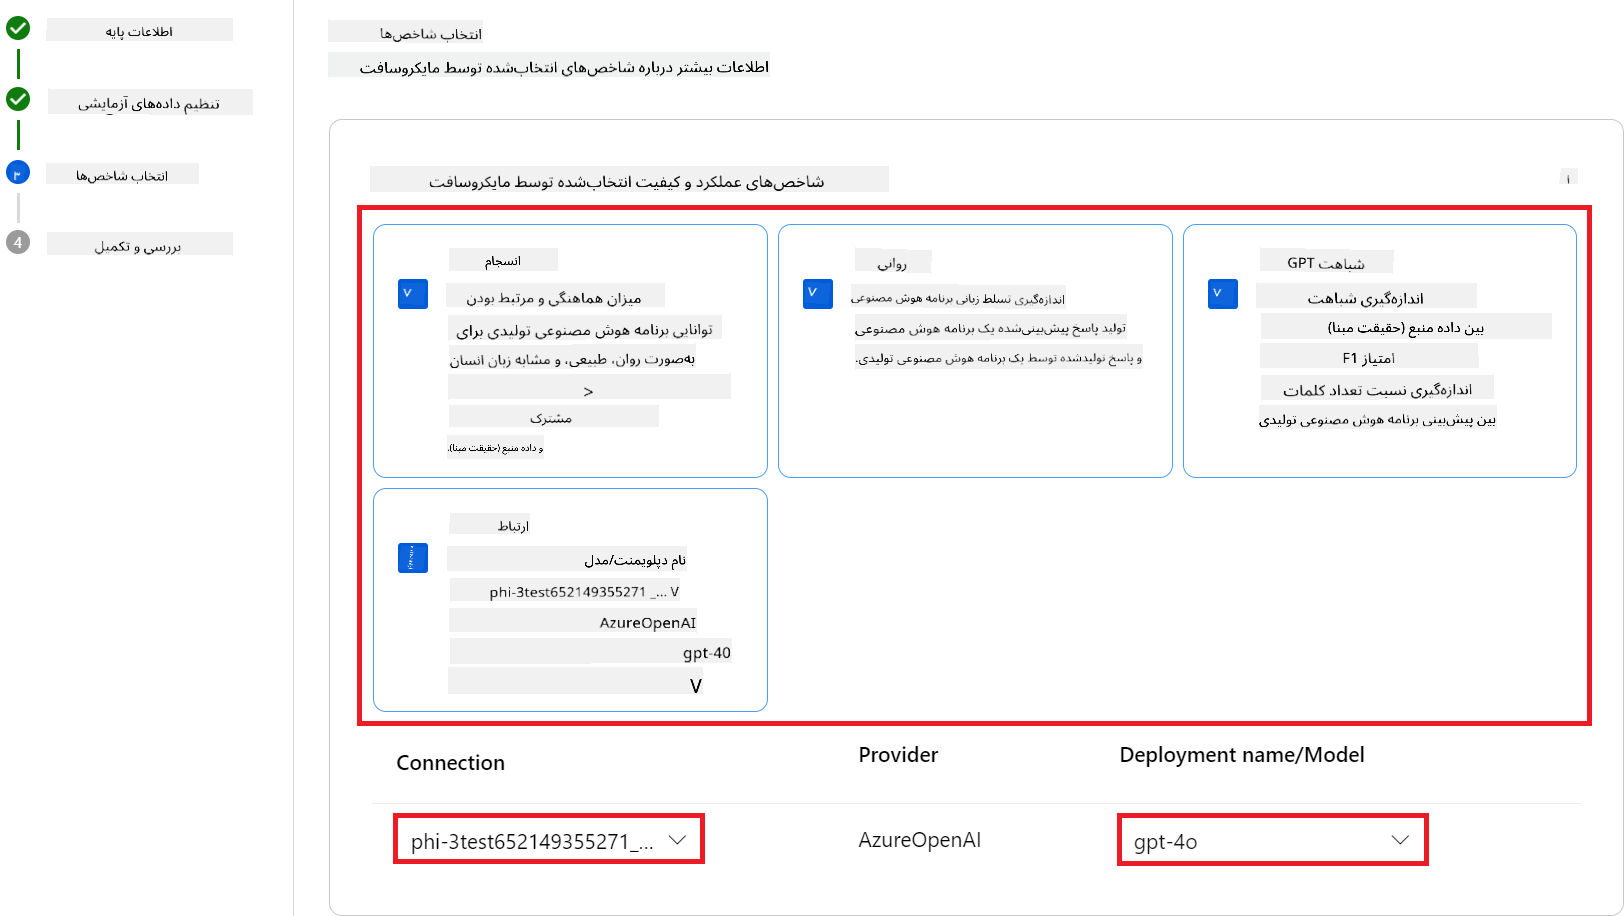 اطلاعات پایه
تنظیم داده‌های آزمایشی
۳
انتخاب شاخص‌ها
4
بررسی و تکمیل
انتخاب شاخص‌ها
اطلاعات بیشتر درباره شاخص‌های انتخاب‌شده توسط مایکروسافت
شاخص‌های عملکرد و کیفیت انتخاب‌شده توسط مایکروسافت
انسجام
میزان هماهنگی و مرتبط بودن
توانایی برنامه هوش مصنوعی تولیدی برای
به‌صورت روان، طبیعی، و مشابه زبان انسان
<
مشترک
و داده منبع (حقیقت مبنا).
روانی
اندازه‌گیری تسلط زبانی برنامه هوش مصنوعی
تولید پاسخ پیش‌بینی‌شده یک برنامه هوش مصنوعی
و پاسخ تولیدشده توسط یک برنامه هوش مصنوعی تولیدی.
شباهت GPT
اندازه‌گیری شباهت
بین داده منبع (حقیقت مبنا)
امتیاز F1
اندازه‌گیری نسبت تعداد کلمات
بین پیش‌بینی برنامه هوش مصنوعی تولیدی
ارتباط
نام دپلویمنت/مدل
phi-3test652149355271 _... V
AzureOpenAI
gpt-40
V
Connection
Provider
Deployment name/Model
phi-3test652149355271_...
AzureOpenAI
gpt-4o